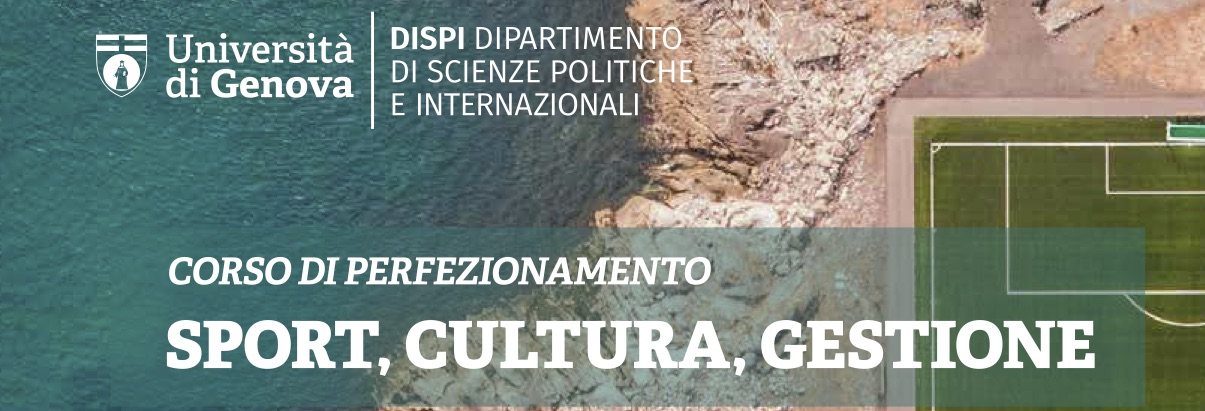 Università
di Genova
DISPI DIPARTIMENTO
DI SCIENZE POLITICHE
E INTERNAZIONALI
CORSO DI PERFEZIONAMENTO
SPORT, CULTURA, GESTIONE